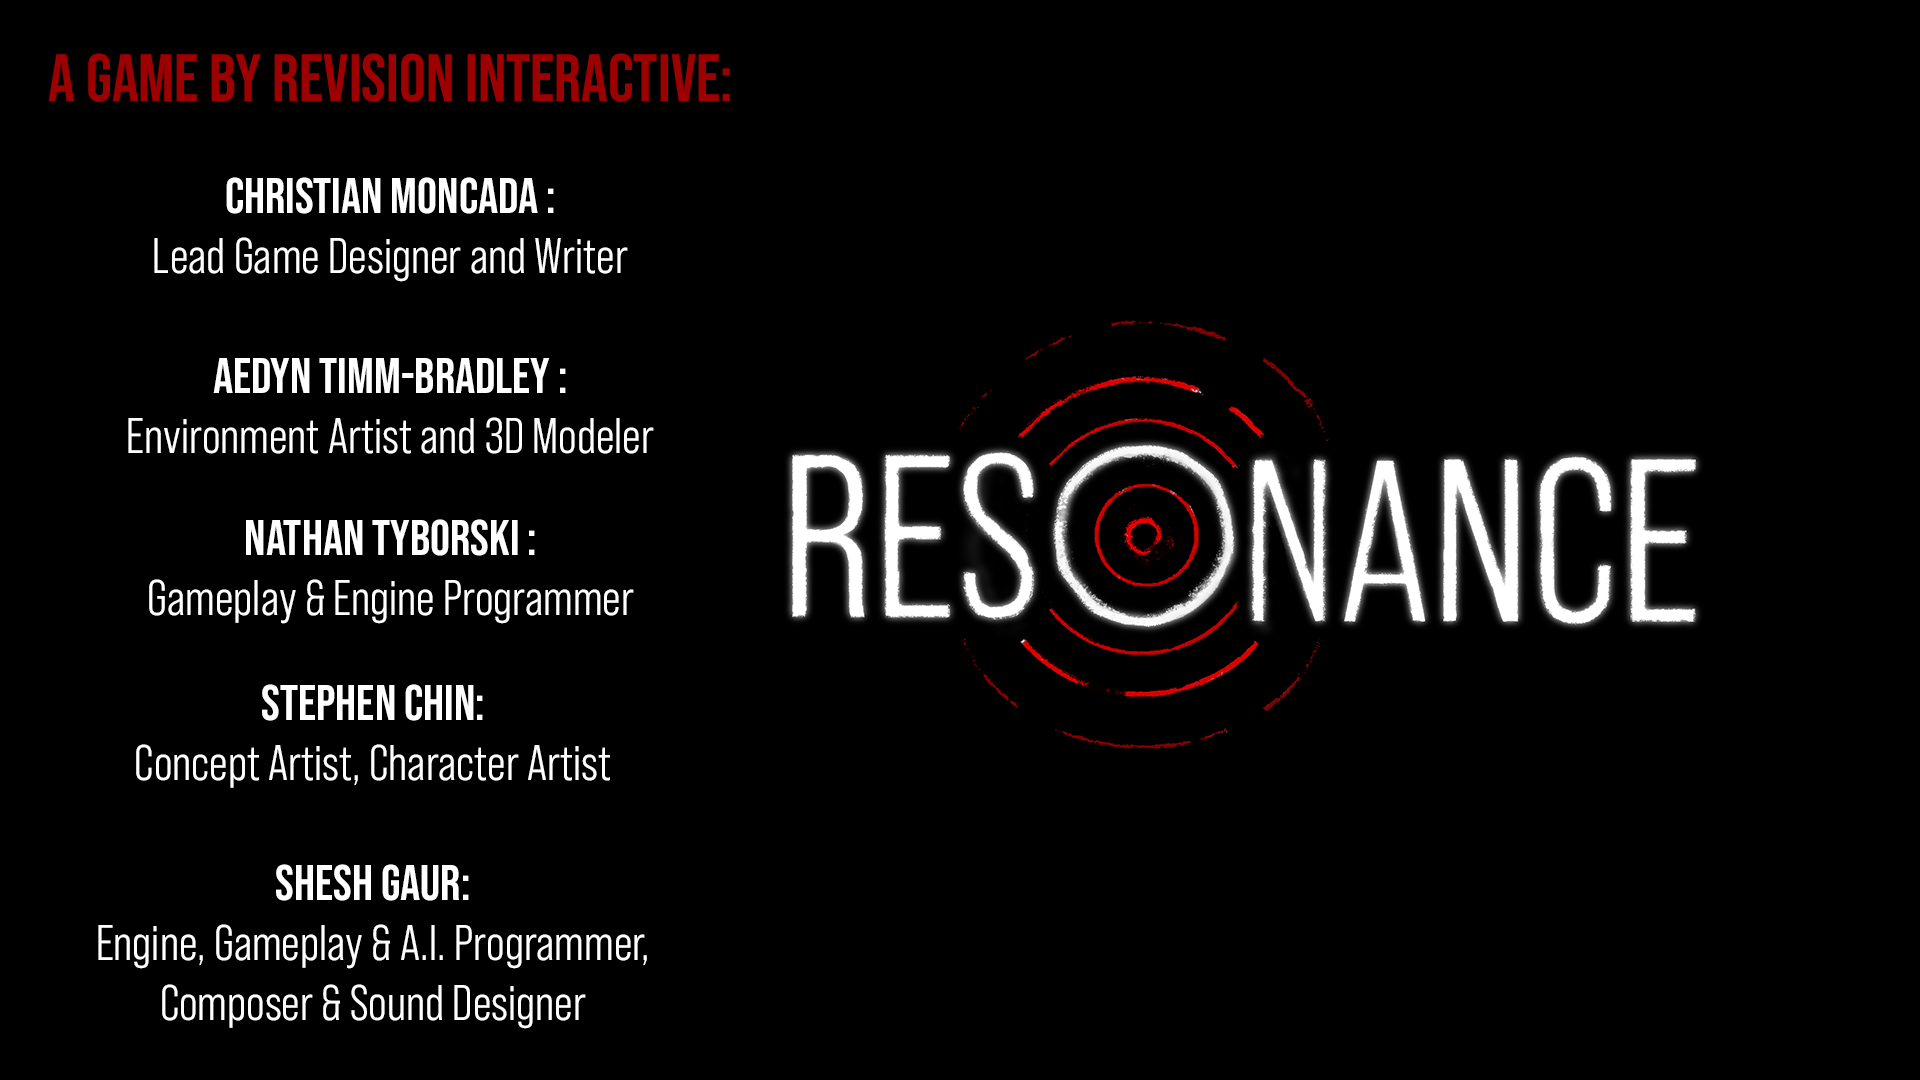 A GAME BY REVISION INTERACTIVE:
CHRISTIAN MONCADA :
Lead Game Designer and Writer
AEDYN TIMM-BRADLEY :
Environment Artist and 3D Modeler
NATHAN TYBORSKI :
Gameplay & Engine Programmer
STEPHEN CHIN:
Concept Artist, Character Artist
SHESH GAUR:
Engine, Gameplay & A.I. Programmer,
Composer & Sound Designer
RESONANCE